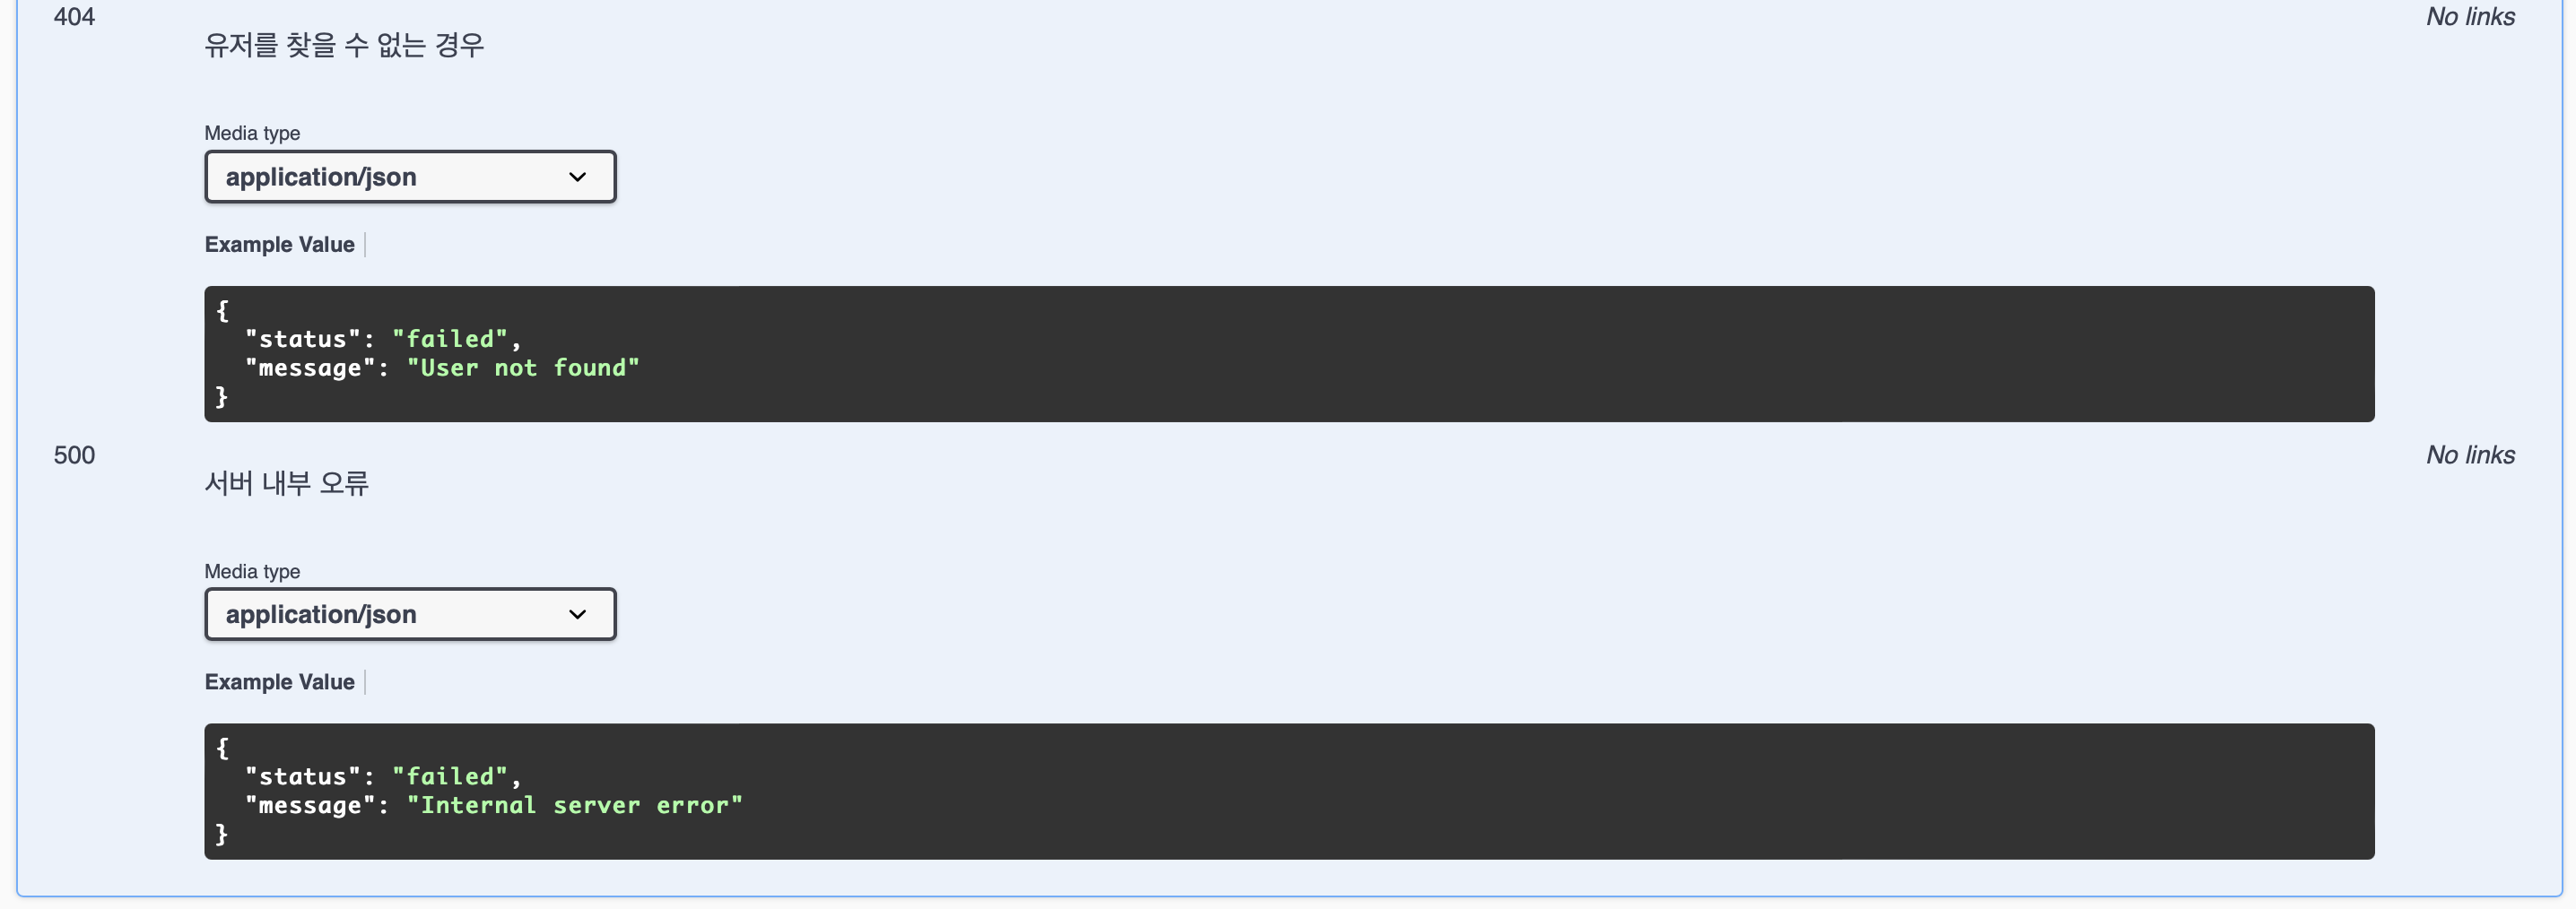 404
No links
유저를 찾을 수 없는 경우
Media type
application/json
Example Value
{
  "status": "failed",
  "message": "User not found"
}
500
No links
서버 내부 오류
Media type
application/json
Example Value
{
  "status": "failed",
  "message": "Internal server error"
}